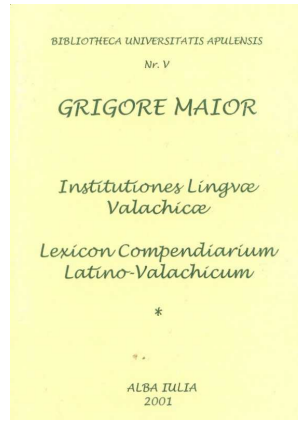 BIBLIOTHECA UNIVERSITATIS APULENSIS
Nr. V
GRIGORE MAIOR
Institutiones Lingvæ
Valachicæ
Lexicon Compendiarium
Latino-Valachicum
*
ALBA IULIA
2001